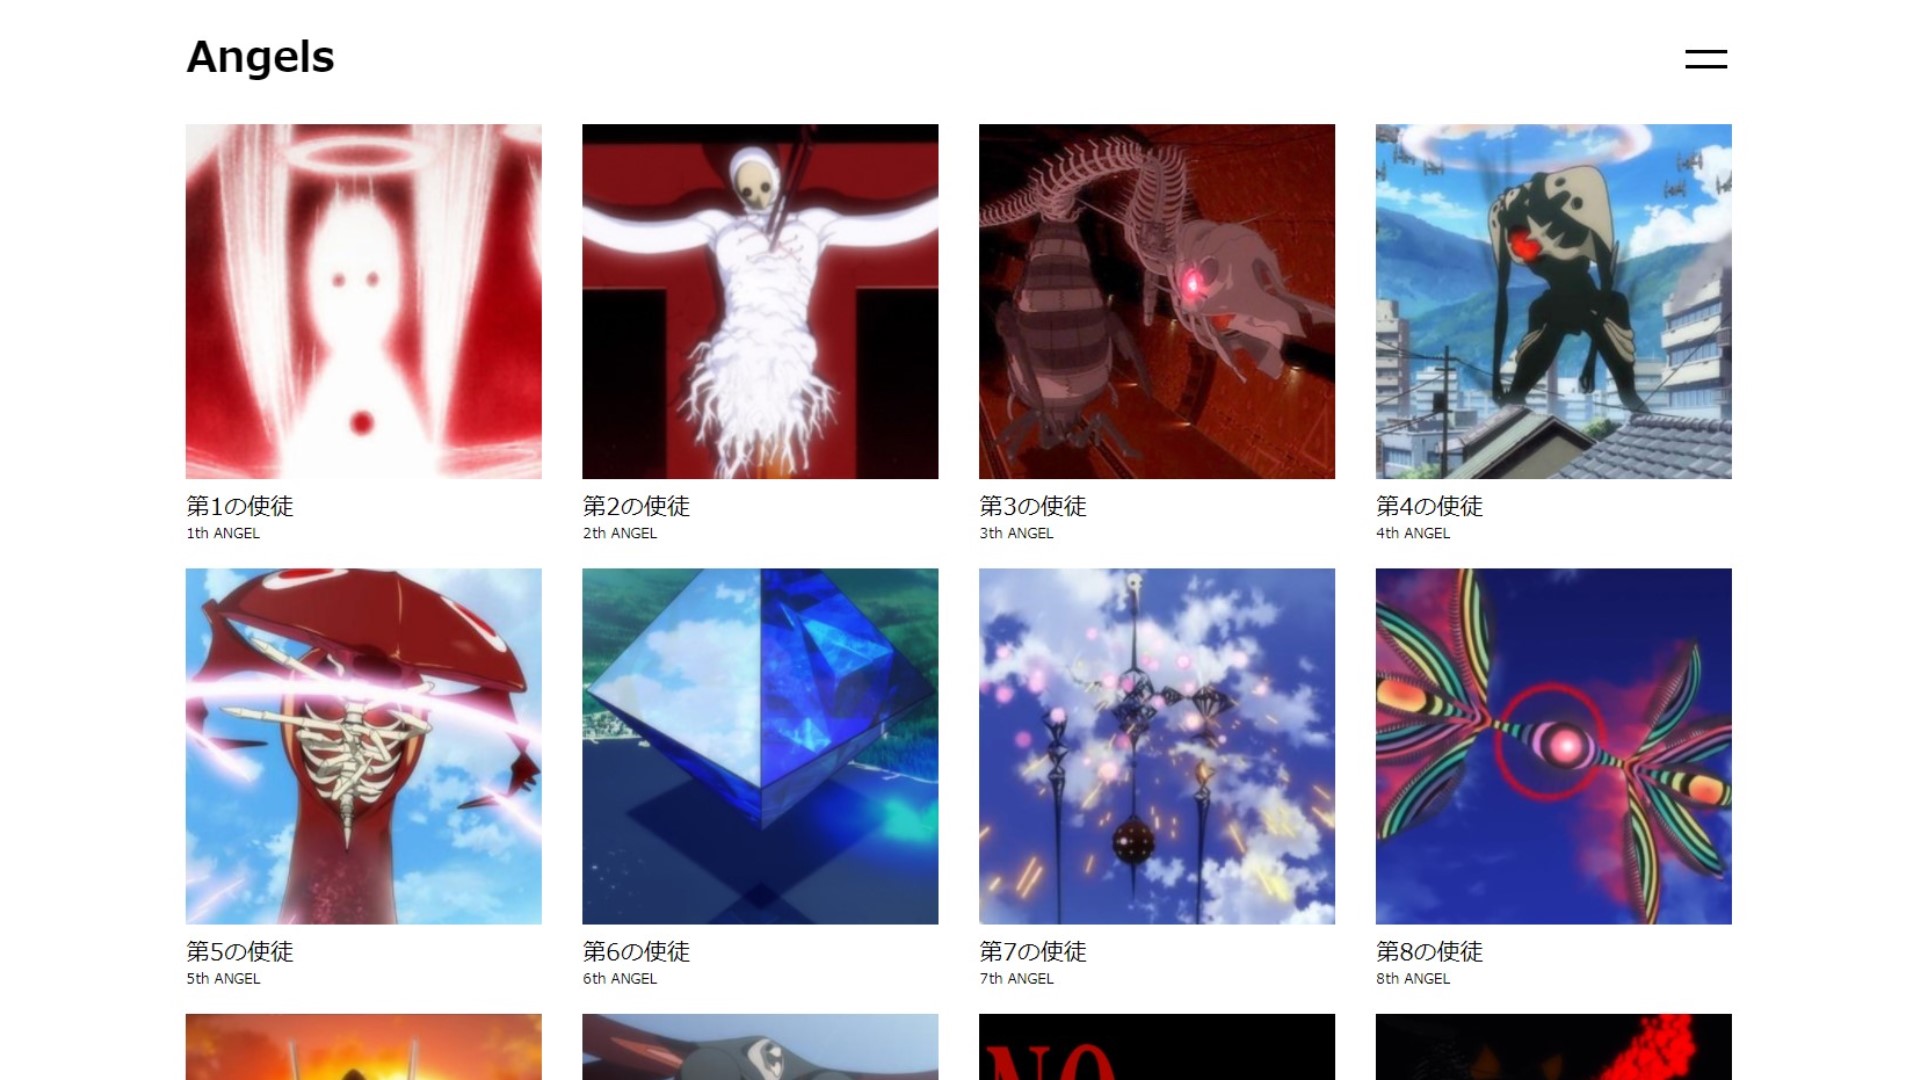 Angels
第1の使徒
1th ANGEL
第2の使徒
2th ANGEL
第3の使徒
3th ANGEL
第4の使徒
4th ANGEL
第5の使徒
5th ANGEL
第6の使徒
6th ANGEL
第7の使徒
7th ANGEL
第8の使徒
8th ANGEL
NO